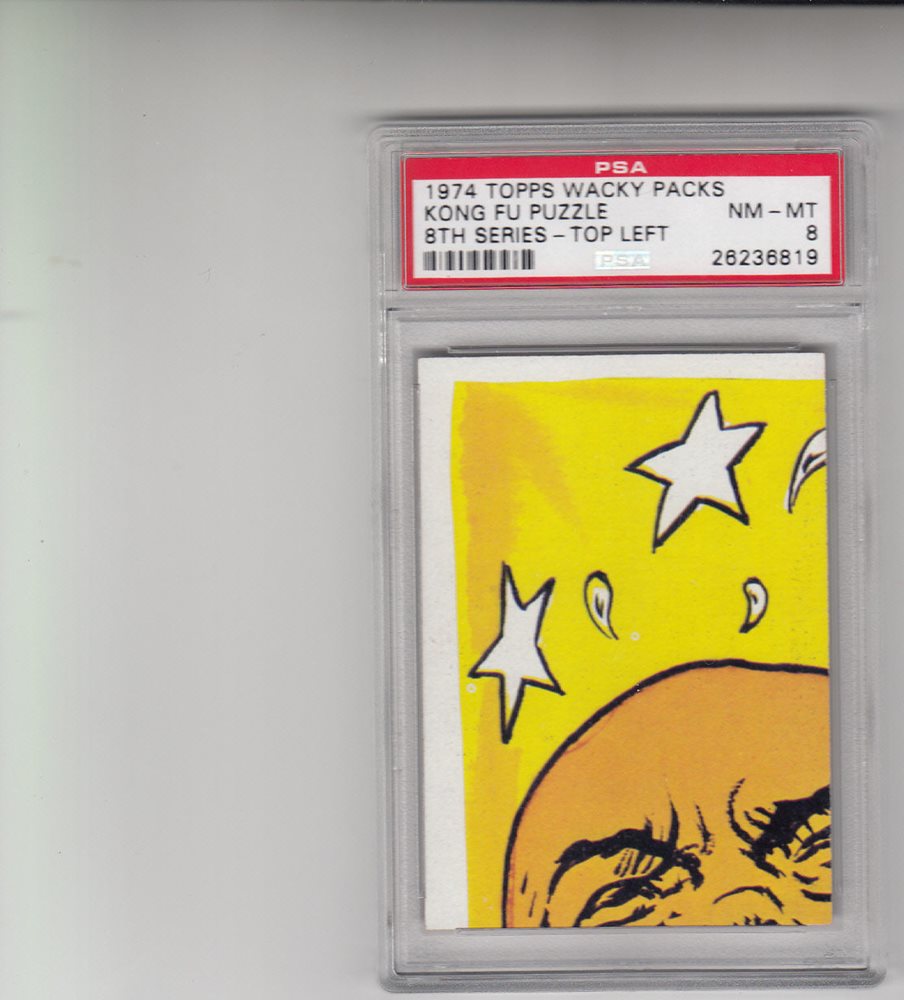 PSA
1974 TOPPS WACKY PACKS
KONG FU PUZZLE NM-MT
8TH SERIES-TOP LEFT 8
PSA 26236819